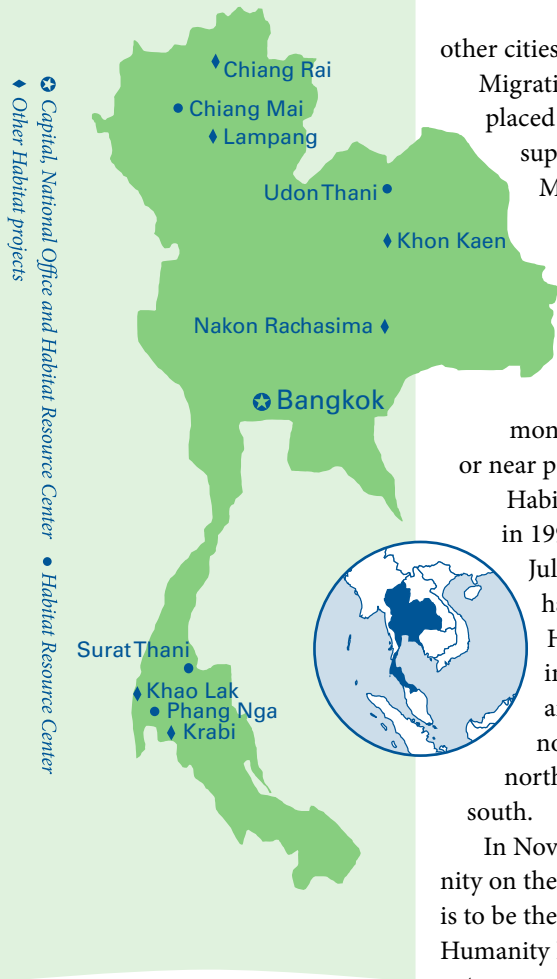 ✪ Capital, National Office and Habitat Resource Center ● Habitat Resource Center
♦ Other Habitat projects
Chiang Rai
Chiang Mai
Lampang
Udon Thani
Khon Kaen
Nakon Rachasima
Bangkok
Surat Thani
Khao Lak
Phang Nga
Krabi
other cities
Migrati
placed
sup
M
mon
or near p
Habi
in 199
Jul
ha
H
in
a
no
north
south.
In Nov
nity on the
is to be the
Humanity